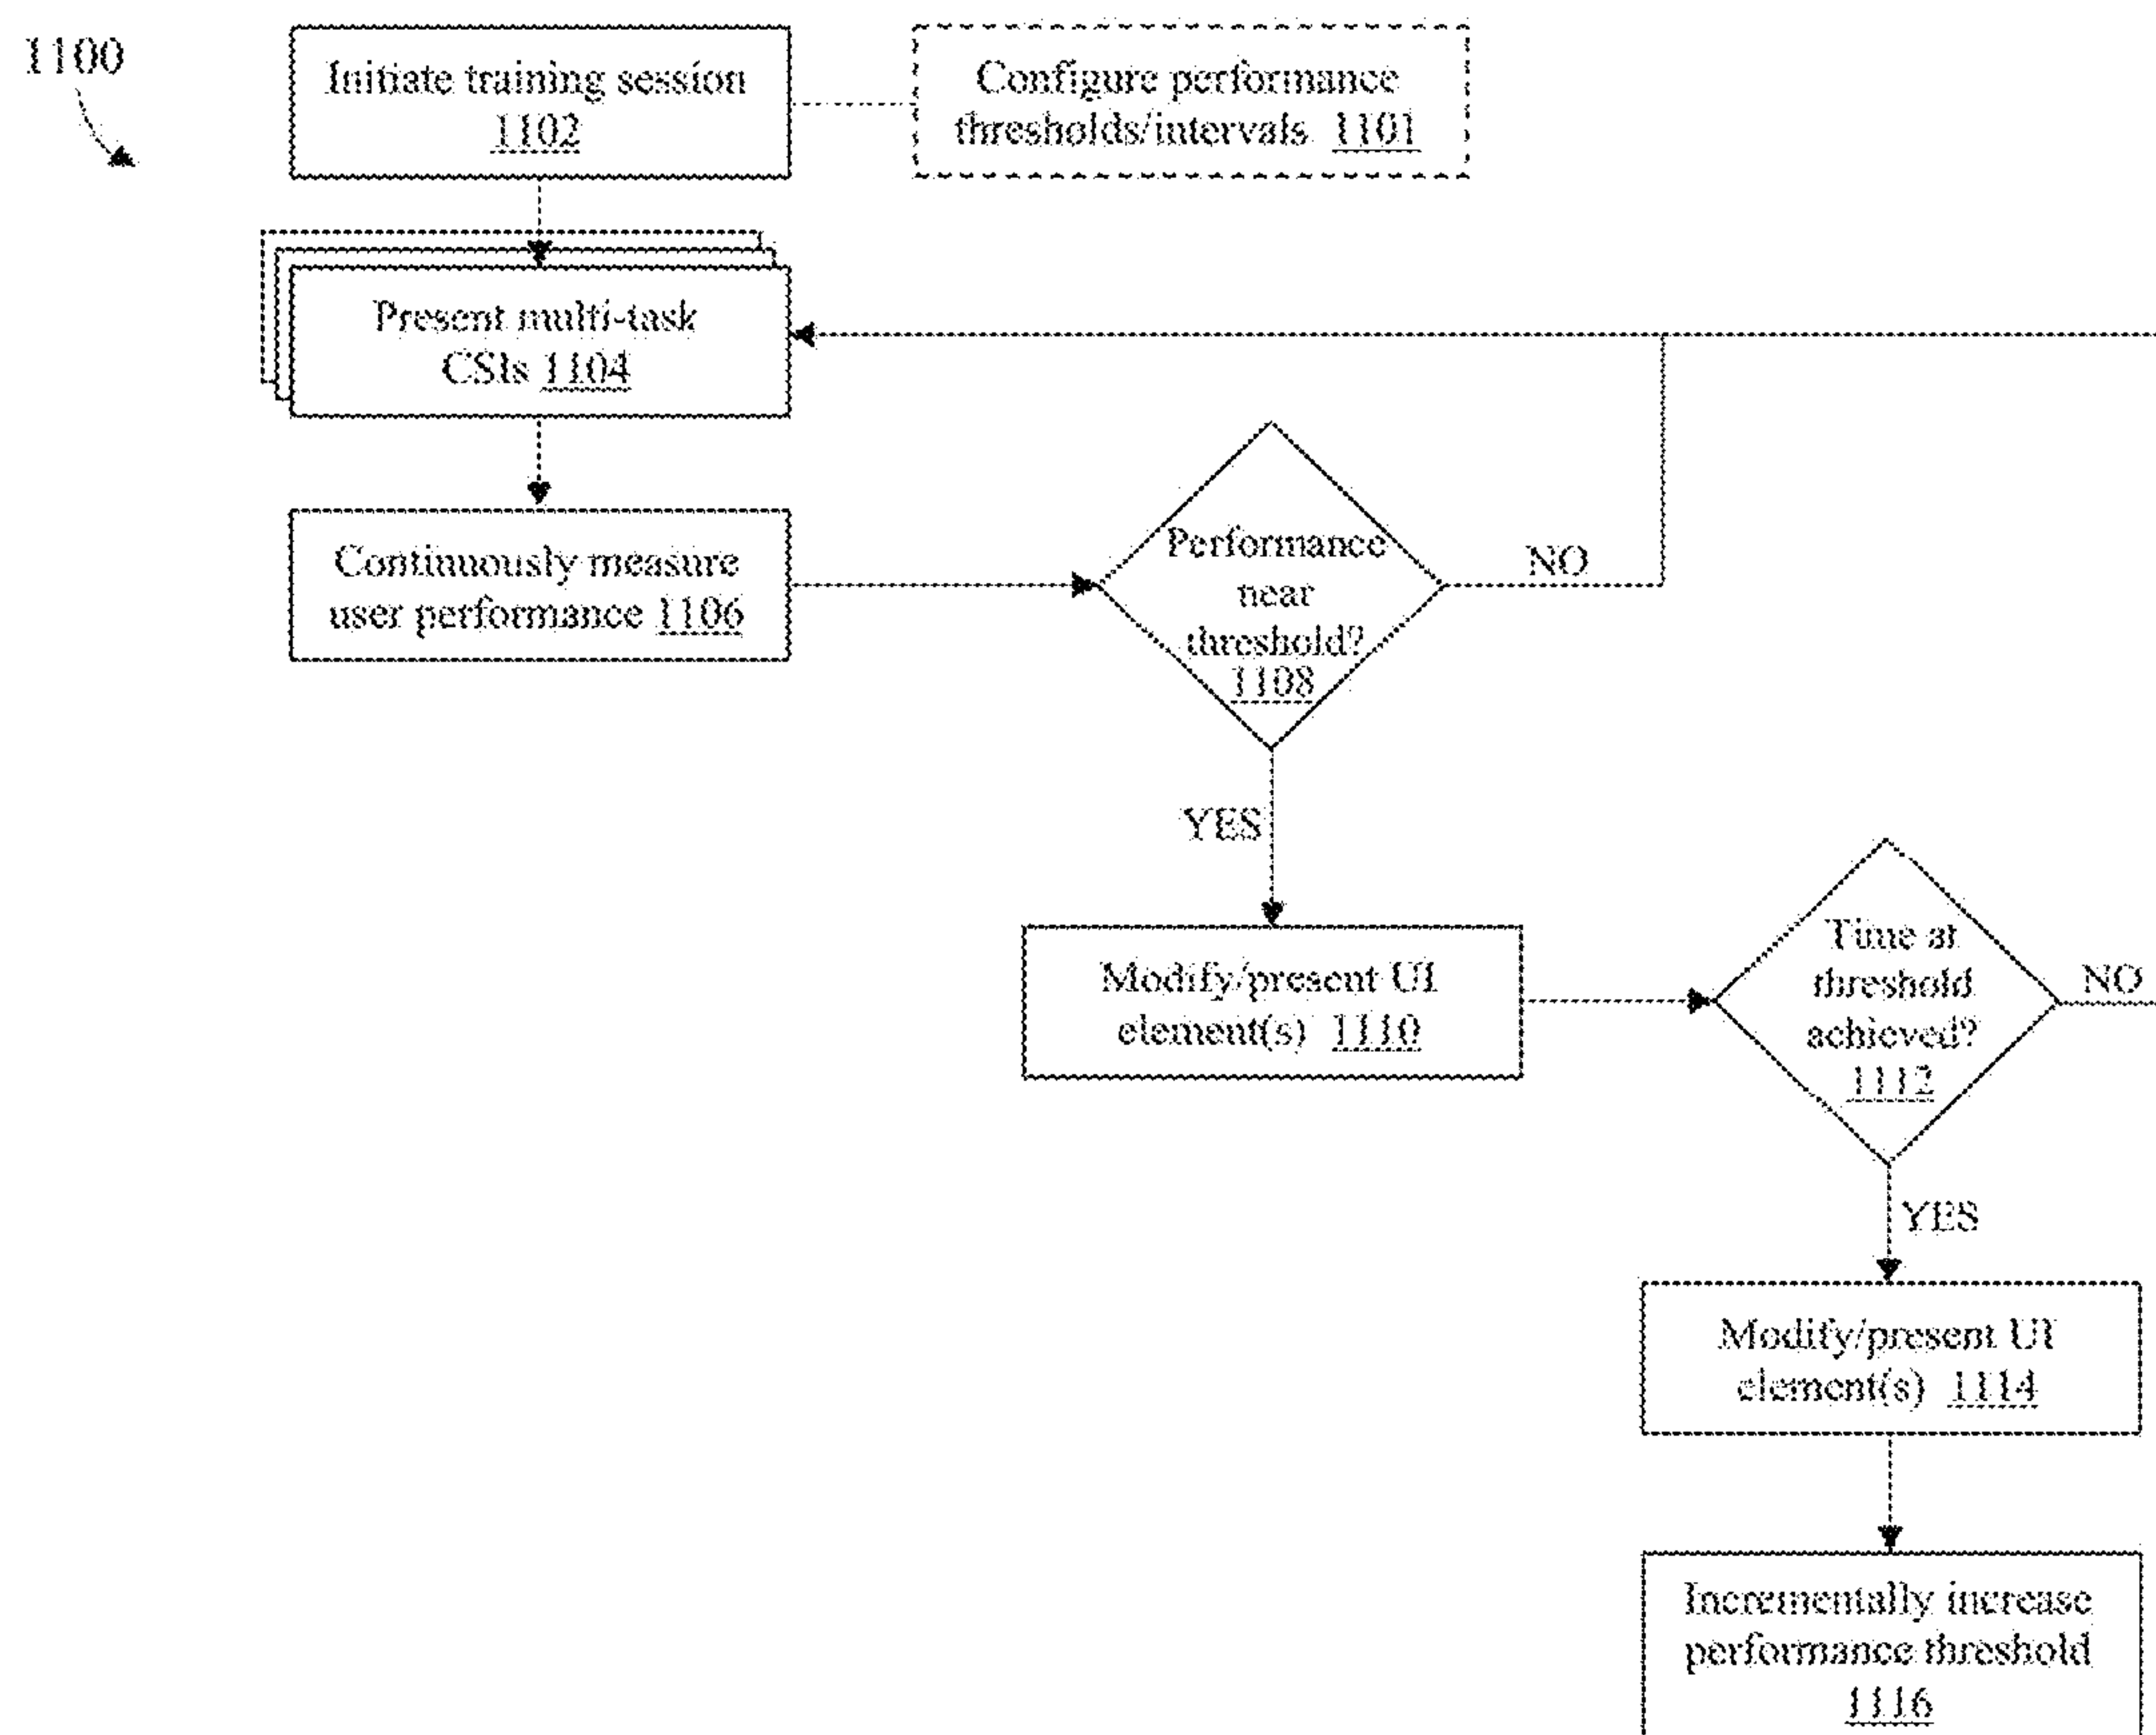 1100
Initiate training session
1102
Configure performance
thresholds/intervals 1101
Present multi-task
CSIs 1104
Continuously measure
user performance 1106
Performance
near
threshold?
1108
NO
YES
Modify/present UI
element(s) 1110
Time at
threshold
achieved?
1112
NO
YES
Modify/present UI
element(s) 1114
Incrementally increase
performance threshold
1116